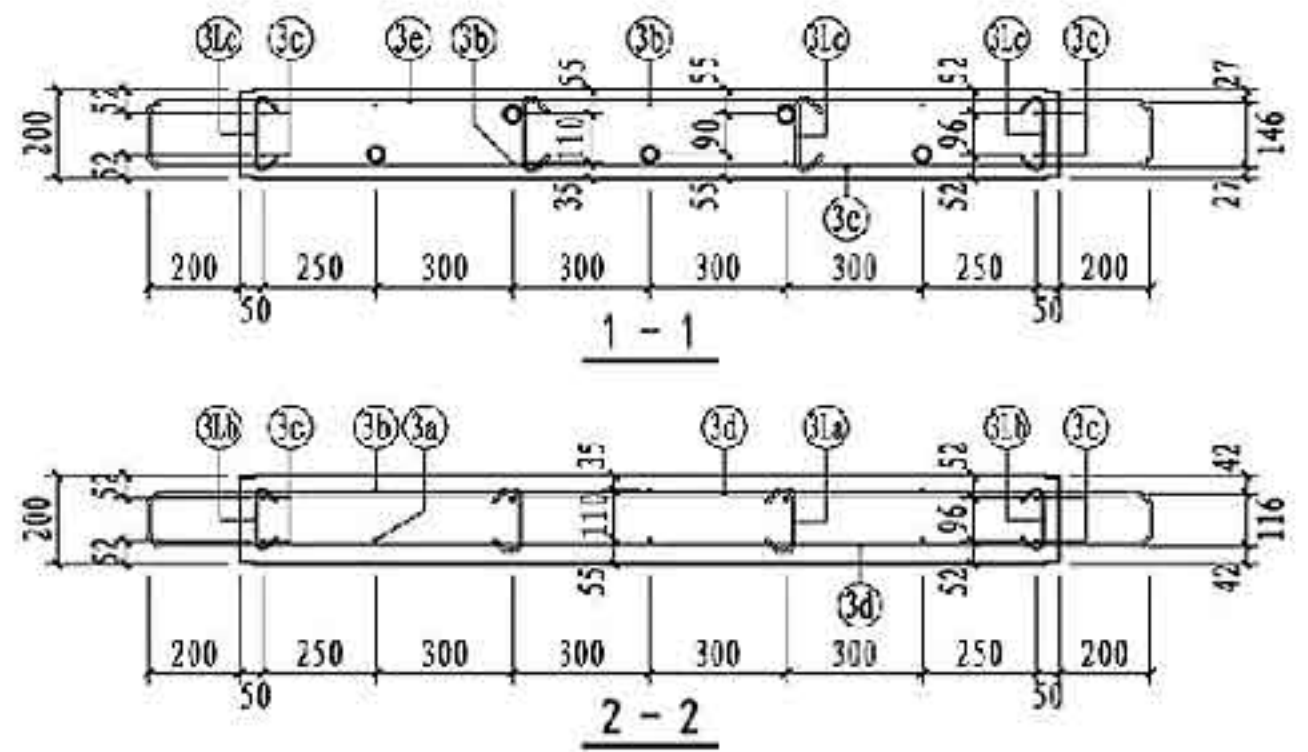 3Lc 3c 3e 3b 3b 3Lc 3Lc 3c
55 55 52 27
200 52 52 110 90 96 146
35 55 52 27
3c
200 250 300 300 300 300 250 200
50 50
1 - 1
3Lb 3c 3b 3a 3d 3La 3Lb 3c
35 52 42
200 52 52 110 96 116
55 52 42
3d
200 250 300 300 300 300 250 200
50 50
2 - 2